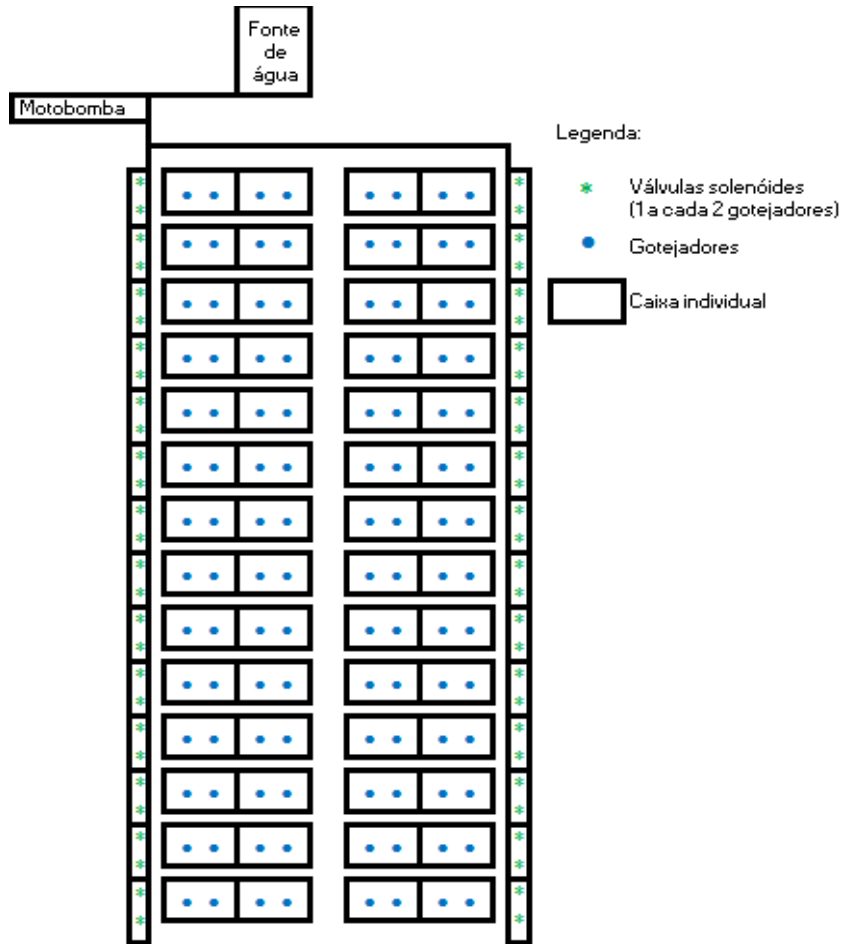 Fonte
de
água
Motobomba
Legenda:
Válvulas solenóides
(1 a cada 2 gotejadores)
Gotejadores
Caixa individual